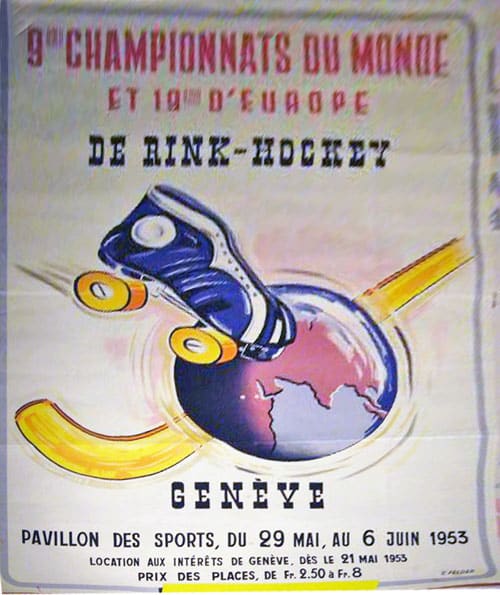 9ème CHAMPIONNATS DU MONDE
ET 19ème D'EUROPE
DE RINK-HOCKEY
GENÈVE
PAVILLON DES SPORTS, DU 29 MAI, AU 6 JUIN 1953
LOCATION AUX INTÉRÊTS DE GENÈVE, DÈS LE 21 MAI 1953
PRIX DES PLACES, DE Fr. 2.50 à Fr. 8